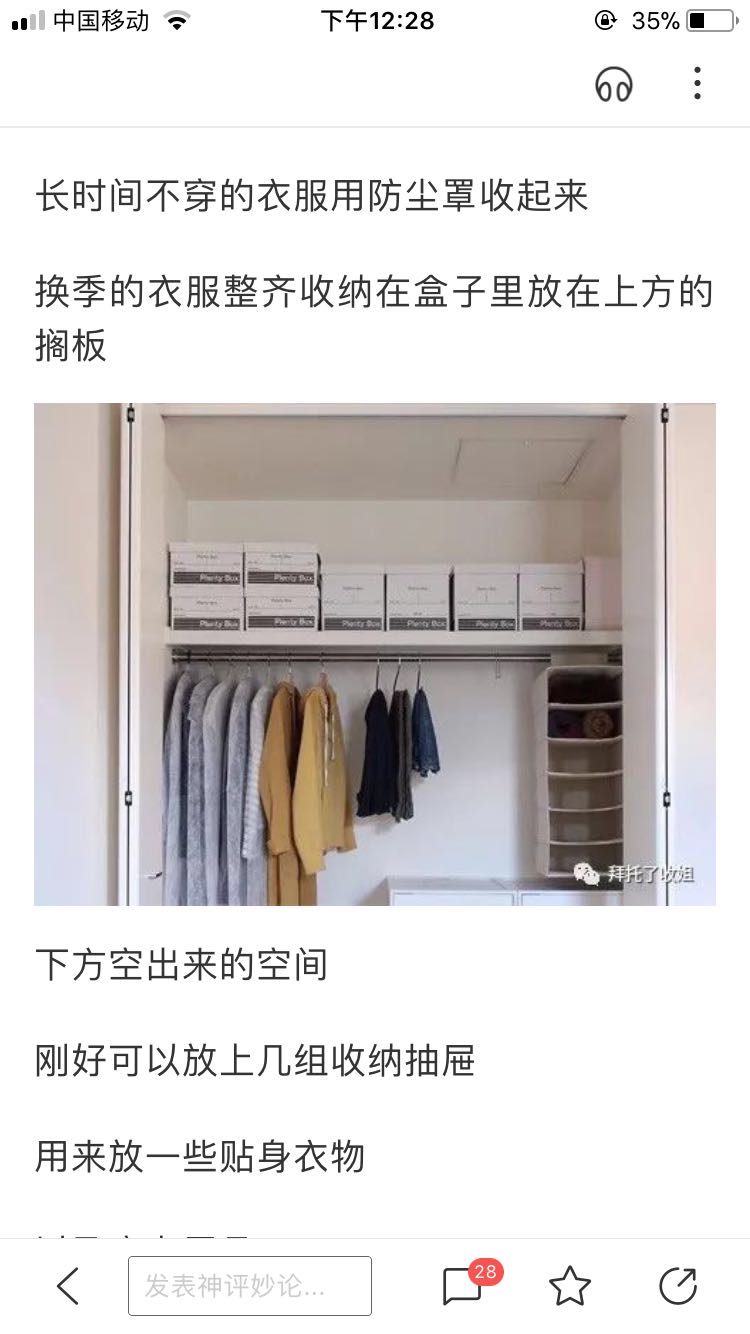 中国移动
下午12:28
35%
长时间不穿的衣服用防尘罩收起来
换季的衣服整齐收纳在盒子里放在上方的
搁板
Plenty Box
Plenty Box
Plenty Box
Plenty Box
Plenty Box
Plenty Box
Plenty Box
Plenty Box
拜托了收姐
下方空出来的空间
刚好可以放上几组收纳抽屉
用来放一些贴身衣物
发表神评妙论...
28